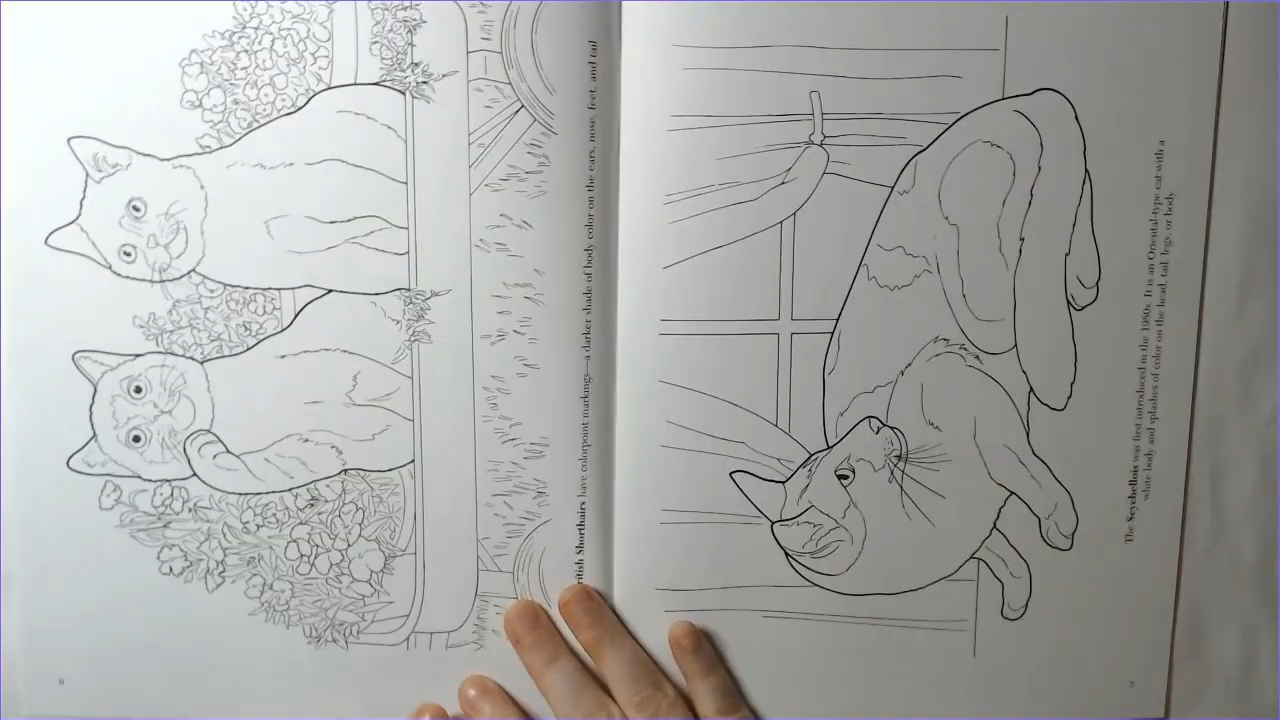 ritish Shorthairs have colorpoint markings—a darker shade of body color on the ears, nose, feet, and tail
6
The Seychellois was first introduced in the 1980s. It is an Oriental-type cat with a
white body and splashes of color on the head, tail, legs, or body
7